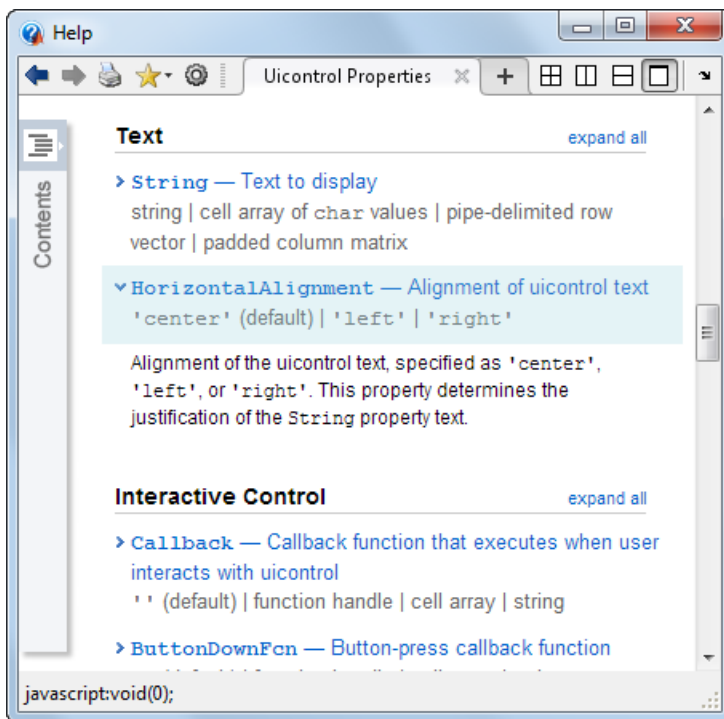 Help
Uicontrol Properties
Contents
Text
expand all
String — Text to display
string | cell array of char values | pipe-delimited row
vector | padded column matrix
HorizontalAlignment — Alignment of uicontrol text
'center' (default) | 'left' | 'right'
Alignment of the uicontrol text, specified as 'center',
'left', or 'right'. This property determines the
justification of the String property text.
Interactive Control
expand all
Callback — Callback function that executes when user
interacts with uicontrol
'' (default) | function handle | cell array | string
ButtonDownFcn — Button-press callback function
javascript:void(0);